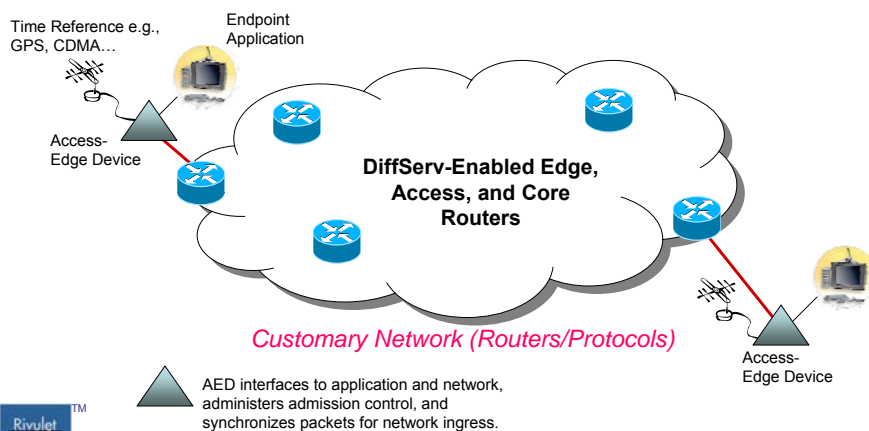 Time Reference e.g.,
GPS, CDMA…
Endpoint
Application
Access-
Edge Device
DiffServ-Enabled Edge,
Access, and Core
Routers
Customary Network (Routers/Protocols)
Access-
Edge Device
AED interfaces to application and network,
administers admission control, and
synchronizes packets for network ingress.
Rivulet TM